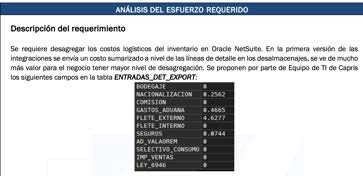 ANÁLISIS DEL ESFUERZO REQUERIDO
Descripción del requerimiento
Se requiere desagregar los costos logísticos del inventario en Oracle NetSuite. En la primera versión de las
integraciones se envía un costo sumarizado a nivel de las líneas de detalle en los desalmacenajes, se ve de mucho
más valor para el negocio tener mayor nivel de desagregación. Se proponen por parte de Equipo de TI de Capris
los siguientes campos en la tabla ENTRADAS_DET_EXPORT:
BODEGAJE 0
NACIONALIZACION 0.2562
COMISION 0
GASTOS_ADUANA 0.4665
FLETE_EXTERNO 4.6277
FLETE_INTERNO 0
SEGUROS 0.0744
AD_VALAOREM 0
SELECTIVO_CONSUMO 0
IMP_VENTAS 0
LEY_6946 0